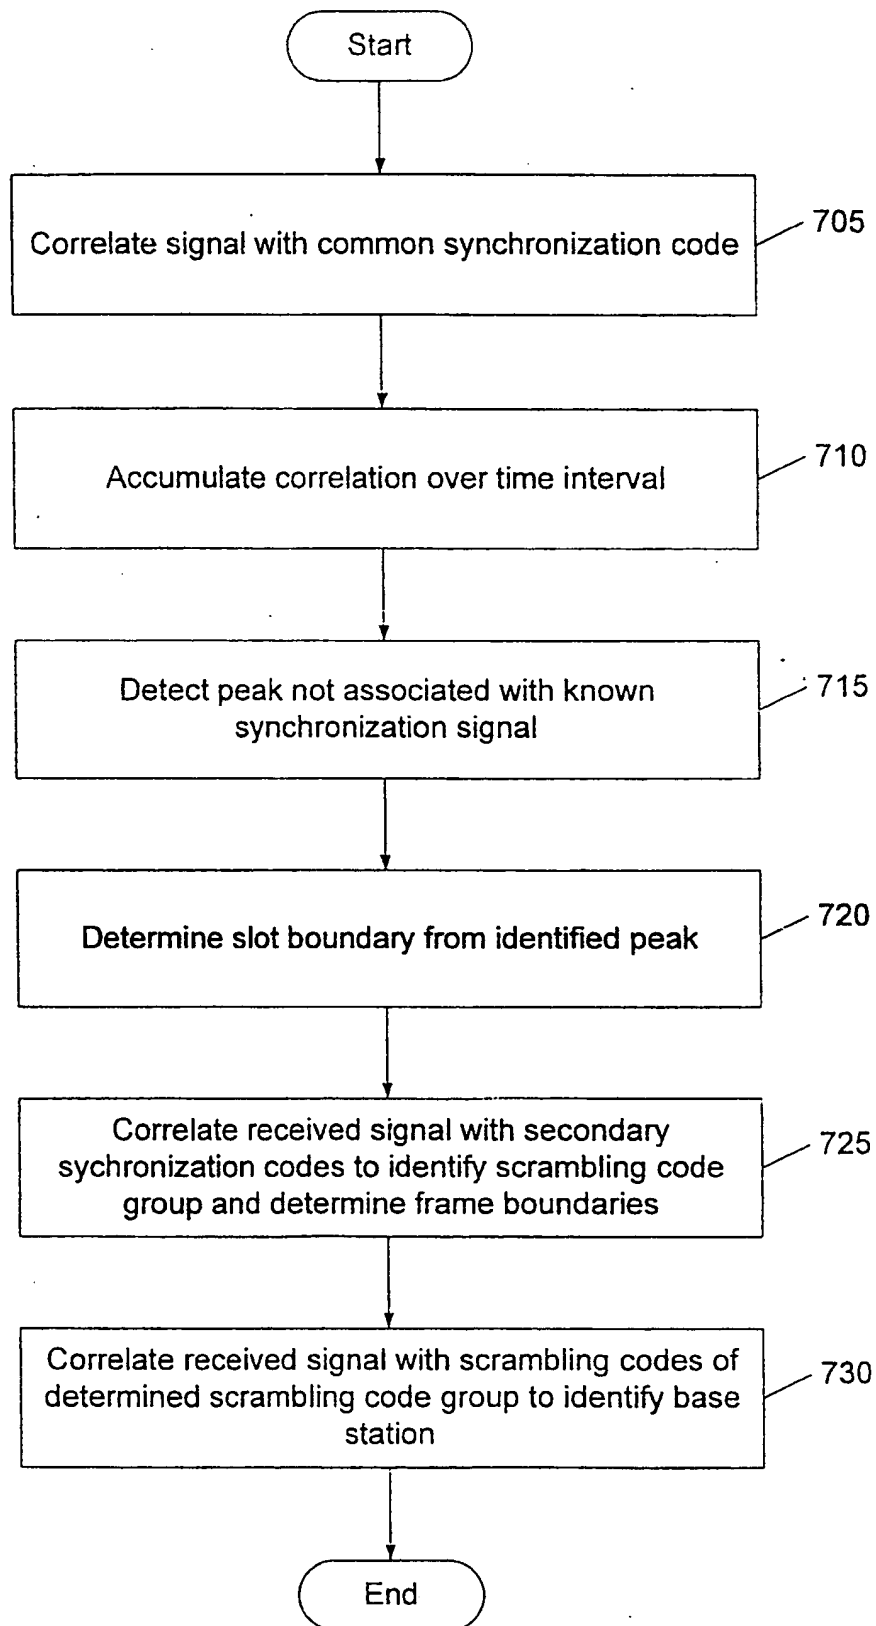 Start
Correlate signal with common synchronization code
705
Accumulate correlation over time interval
710
Detect peak not associated with known
synchronization signal
715
Determine slot boundary from identified peak
720
Correlate received signal with secondary
sychronization codes to identify scrambling code
group and determine frame boundaries
725
Correlate received signal with scrambling codes of
determined scrambling code group to identify base
station
730
End